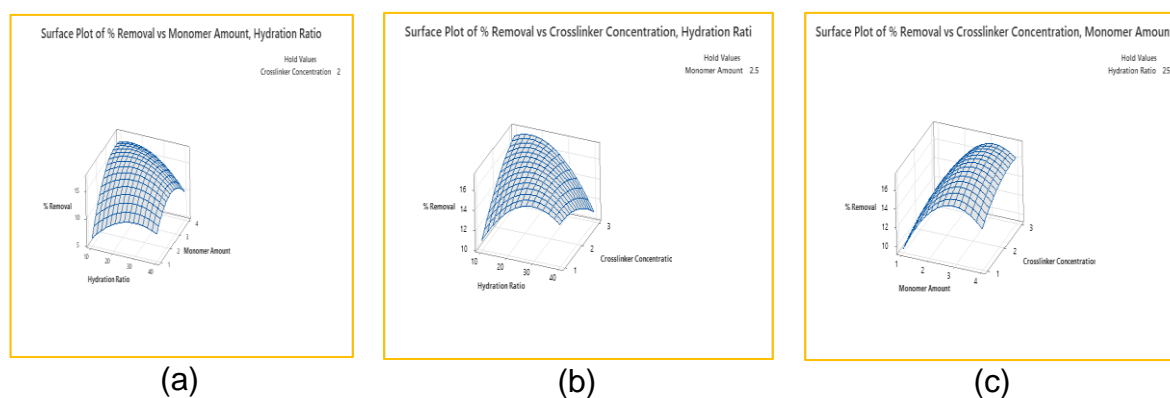 Surface Plot of % Removal vs Monomer Amount, Hydration Ratio
Hold Values
Crosslinker Concentration 2
% Removal
15
10
5
10
20
30
40
Hydration Ratio
1
2
3
4
Monomer Amount
(a)
Surface Plot of % Removal vs Crosslinker Concentration, Hydration Rati
Hold Values
Monomer Amount 2.5
% Removal
16
14
12
10
10
20
30
40
Hydration Ratio
1
2
3
Crosslinker Concentratic
(b)
Surface Plot of % Removal vs Crosslinker Concentration, Monomer Amoun
Hold Values
Hydration Ratio 25
% Removal
16
14
12
10
1
2
3
4
Monomer Amount
1
2
3
Crosslinker Concentration
(c)